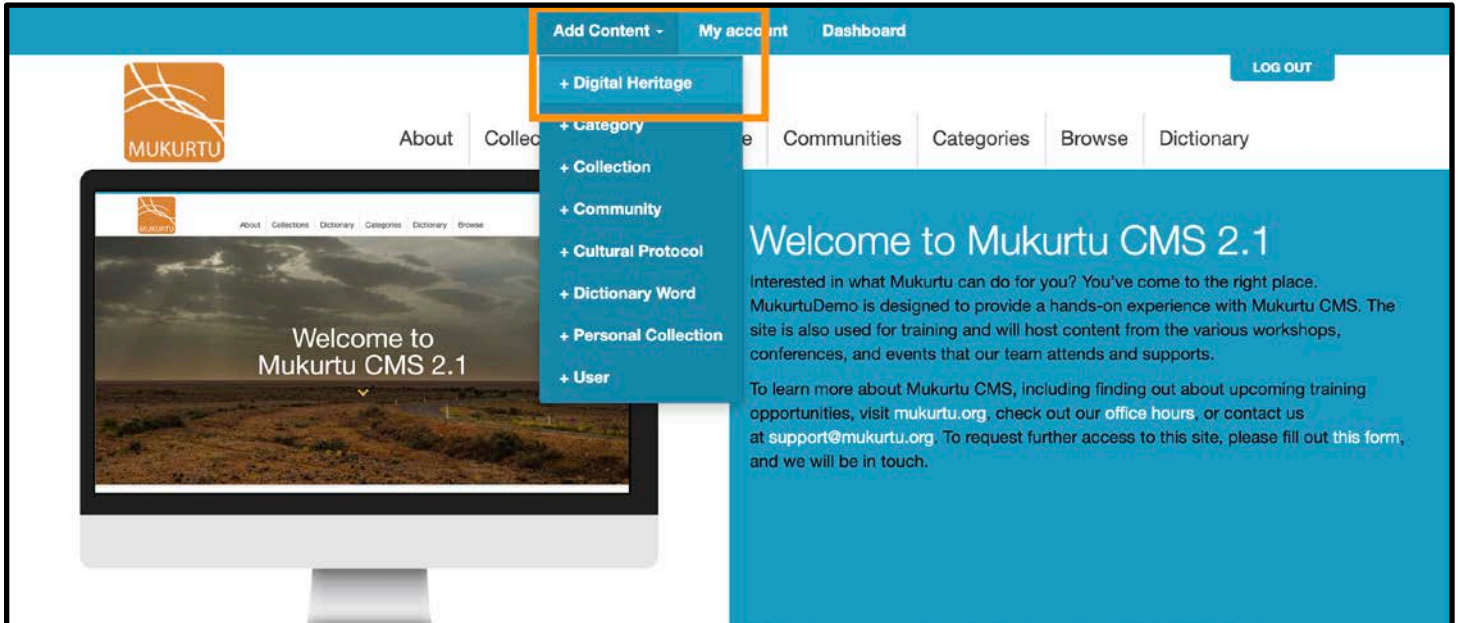 Add Content My account Dashboard
LOG OUT
+ Digital Heritage
+ Category
+ Collection
+ Community
+ Cultural Protocol
+ Dictionary Word
+ Personal Collection
+ User
MUKURTU
About Collec e Communities Categories Browse Dictionary
MUKURTU
About Collections Dictionary Categories Dictionary Browse
Welcome to
Mukurtu CMS 2.1
Welcome to Mukurtu CMS 2.1
Interested in what Mukurtu can do for you? You've come to the right place.
MukurtuDemo is designed to provide a hands-on experience with Mukurtu CMS. The
site is also used for training and will host content from the various workshops,
conferences, and events that our team attends and supports.
To learn more about Mukurtu CMS, including finding out about upcoming training
opportunities, visit mukurtu.org, check out our office hours, or contact us
at support@mukurtu.org. To request further access to this site, please fill out this form,
and we will be in touch.